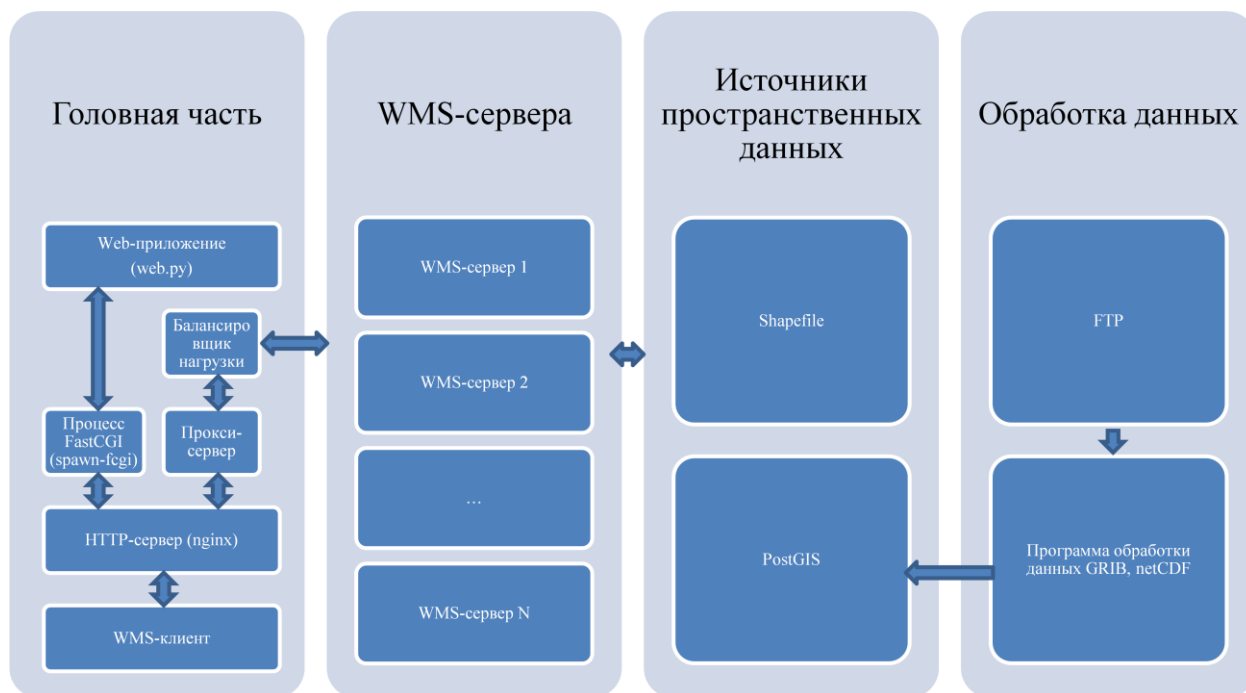 Головная часть
Web-приложение
(web.py)
Балансиро
вщик
нагрузки
Процесс
FastCGI
(spawn-fcgi)
Прокси-
сервер
HTTP-сервер (nginx)
WMS-клиент
WMS-сервера
WMS-сервер 1
WMS-сервер 2
...
WMS-сервер N
Источники
пространственных
данных
Shapefile
PostGIS
Обработка данных
FTP
Программа обработки
данных GRIB, netCDF